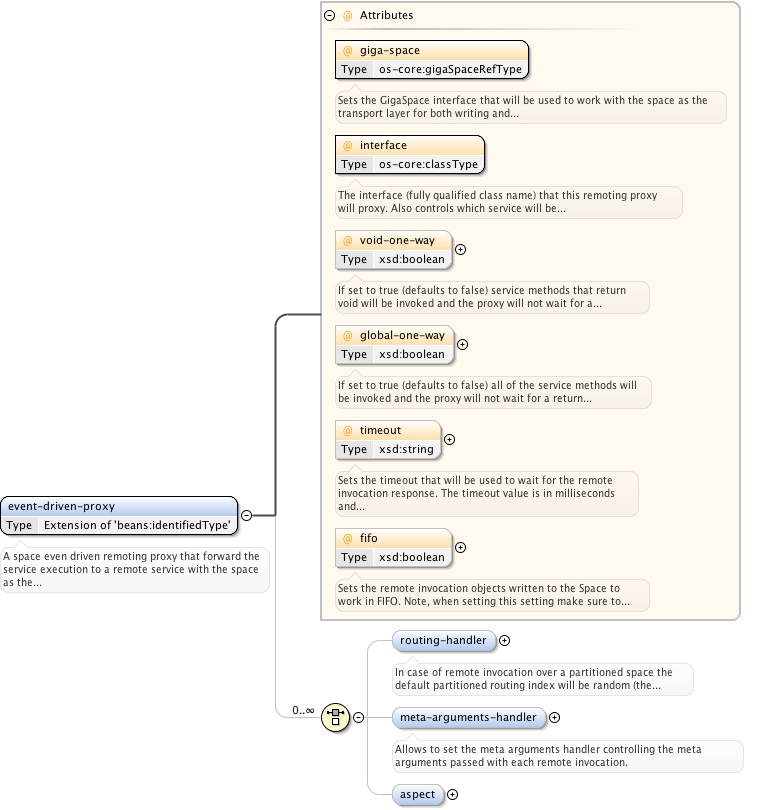 Attributes
@ giga-space
Type os-core:gigaSpaceRefType
Sets the GigaSpace interface that will be used to work with the space as the
transport layer for both writing and...
@ interface
Type os-core:classType
The interface (fully qualified class name) that this remoting proxy
will proxy. Also controls which service will be...
@ void-one-way
Type xsd:boolean
If set to true (defaults to false) service methods that return
void will be invoked and the proxy will not wait for a...
@ global-one-way
Type xsd:boolean
If set to true (defaults to false) all of the service methods will
be invoked and the proxy will not wait for a return...
@ timeout
Type xsd:string
Sets the timeout that will be used to wait for the remote
invocation response. The timeout value is in milliseconds
and...
@ fifo
Type xsd:boolean
Sets the remote invocation objects written to the Space to
work in FIFO. Note, when setting this setting make sure to...
event-driven-proxy
Type Extension of 'beans:identifiedType'
A space even driven remoting proxy that forward the
service execution to a remote service with the space
as the...
routing-handler
In case of remote invocation over a partitioned space the
default partitioned routing index will be random (the...
0..∞
meta-arguments-handler
Allows to set the meta arguments handler controlling the meta
arguments passed with each remote invocation.
aspect